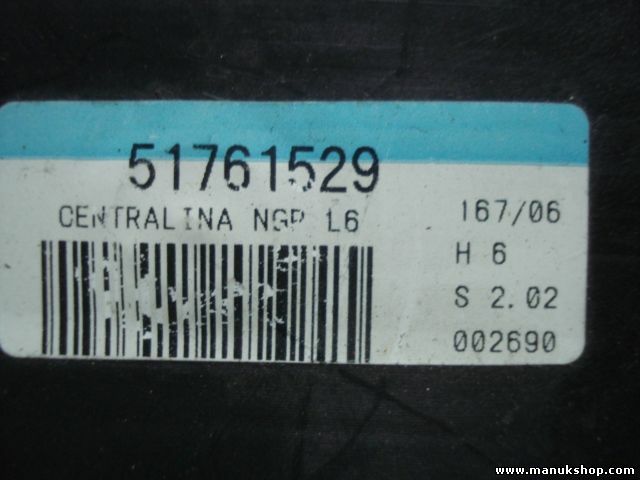 51761529
CENTRALINA NGP L6
167/06
H 6
S 2.02
002690
www.manukshop.com